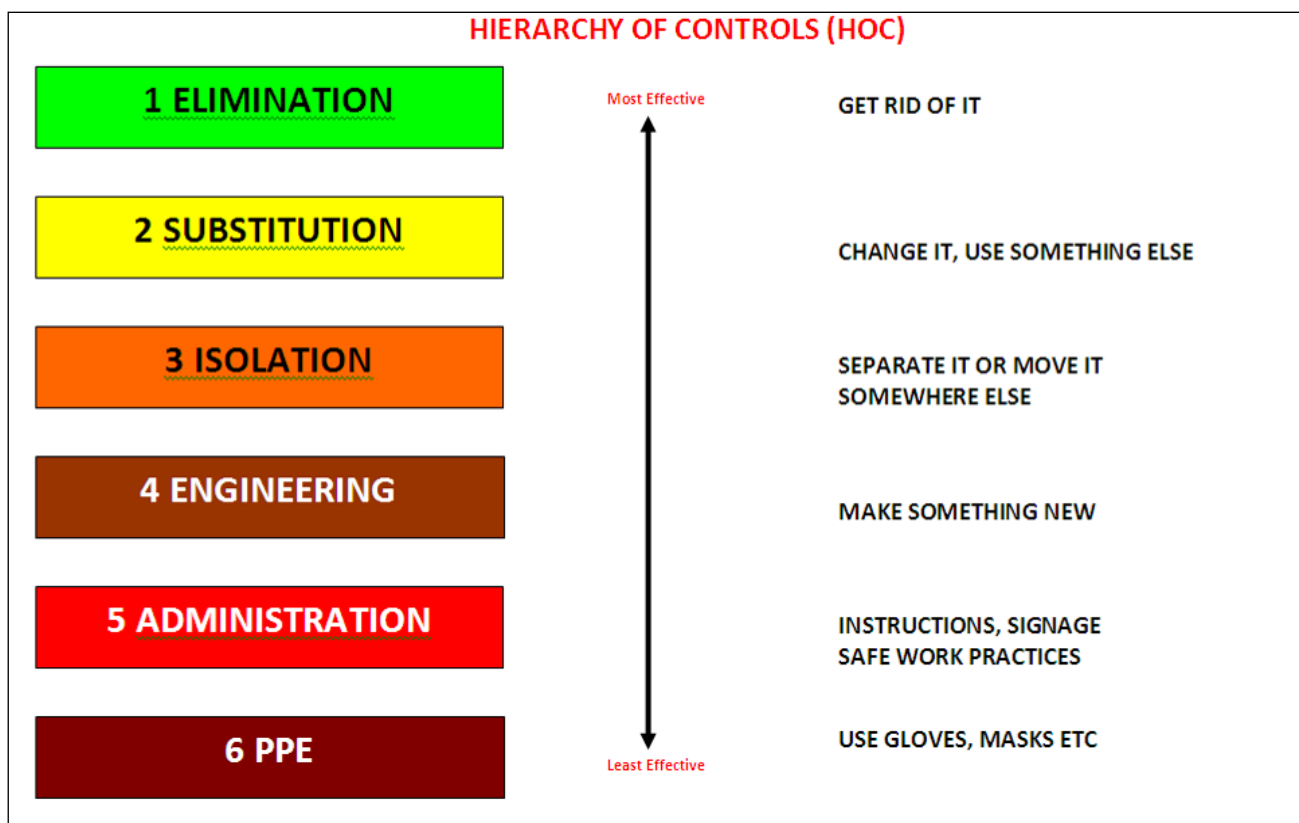 HIERARCHY OF CONTROLS (HOC)
1 ELIMINATION
Most Effective
GET RID OF IT
2 SUBSTITUTION
CHANGE IT, USE SOMETHING ELSE
3 ISOLATION
SEPARATE IT OR MOVE IT
SOMEWHERE ELSE
4 ENGINEERING
MAKE SOMETHING NEW
5 ADMINISTRATION
INSTRUCTIONS, SIGNAGE
SAFE WORK PRACTICES
6 PPE
USE GLOVES, MASKS ETC
Least Effective